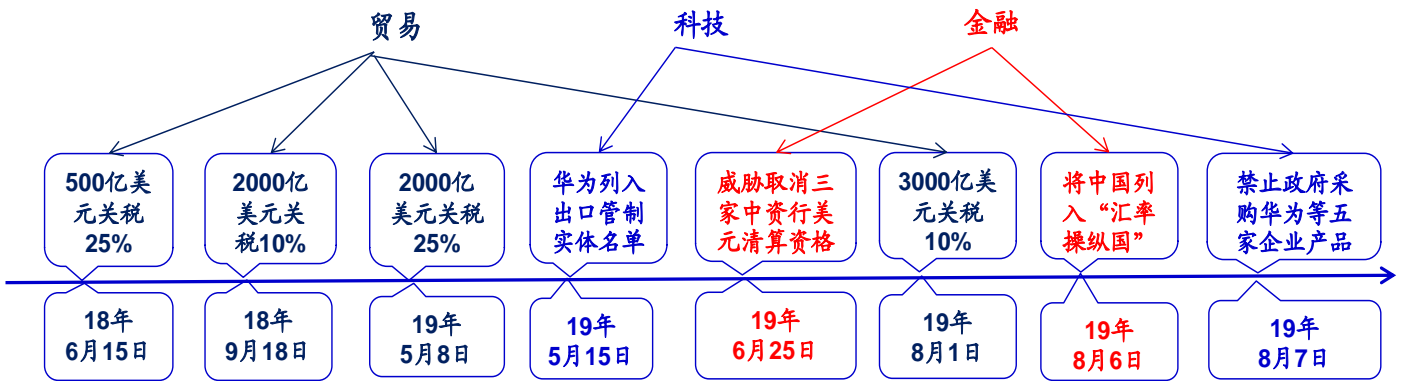 贸易
科技
金融
500亿美
元关税
25%
2000亿
美元关
税10%
2000亿
美元关税
25%
华为列入
出口管制
实体名单
威胁取消三
家中资行美
元清算资格
3000亿美
元关税
10%
将中国列
入“汇率
操纵国”
禁止政府采
购华为等五
家企业产品
18年
6月15日
18年
9月18日
19年
5月8日
19年
5月15日
19年
6月25日
19年
8月1日
19年
8月6日
19年
8月7日